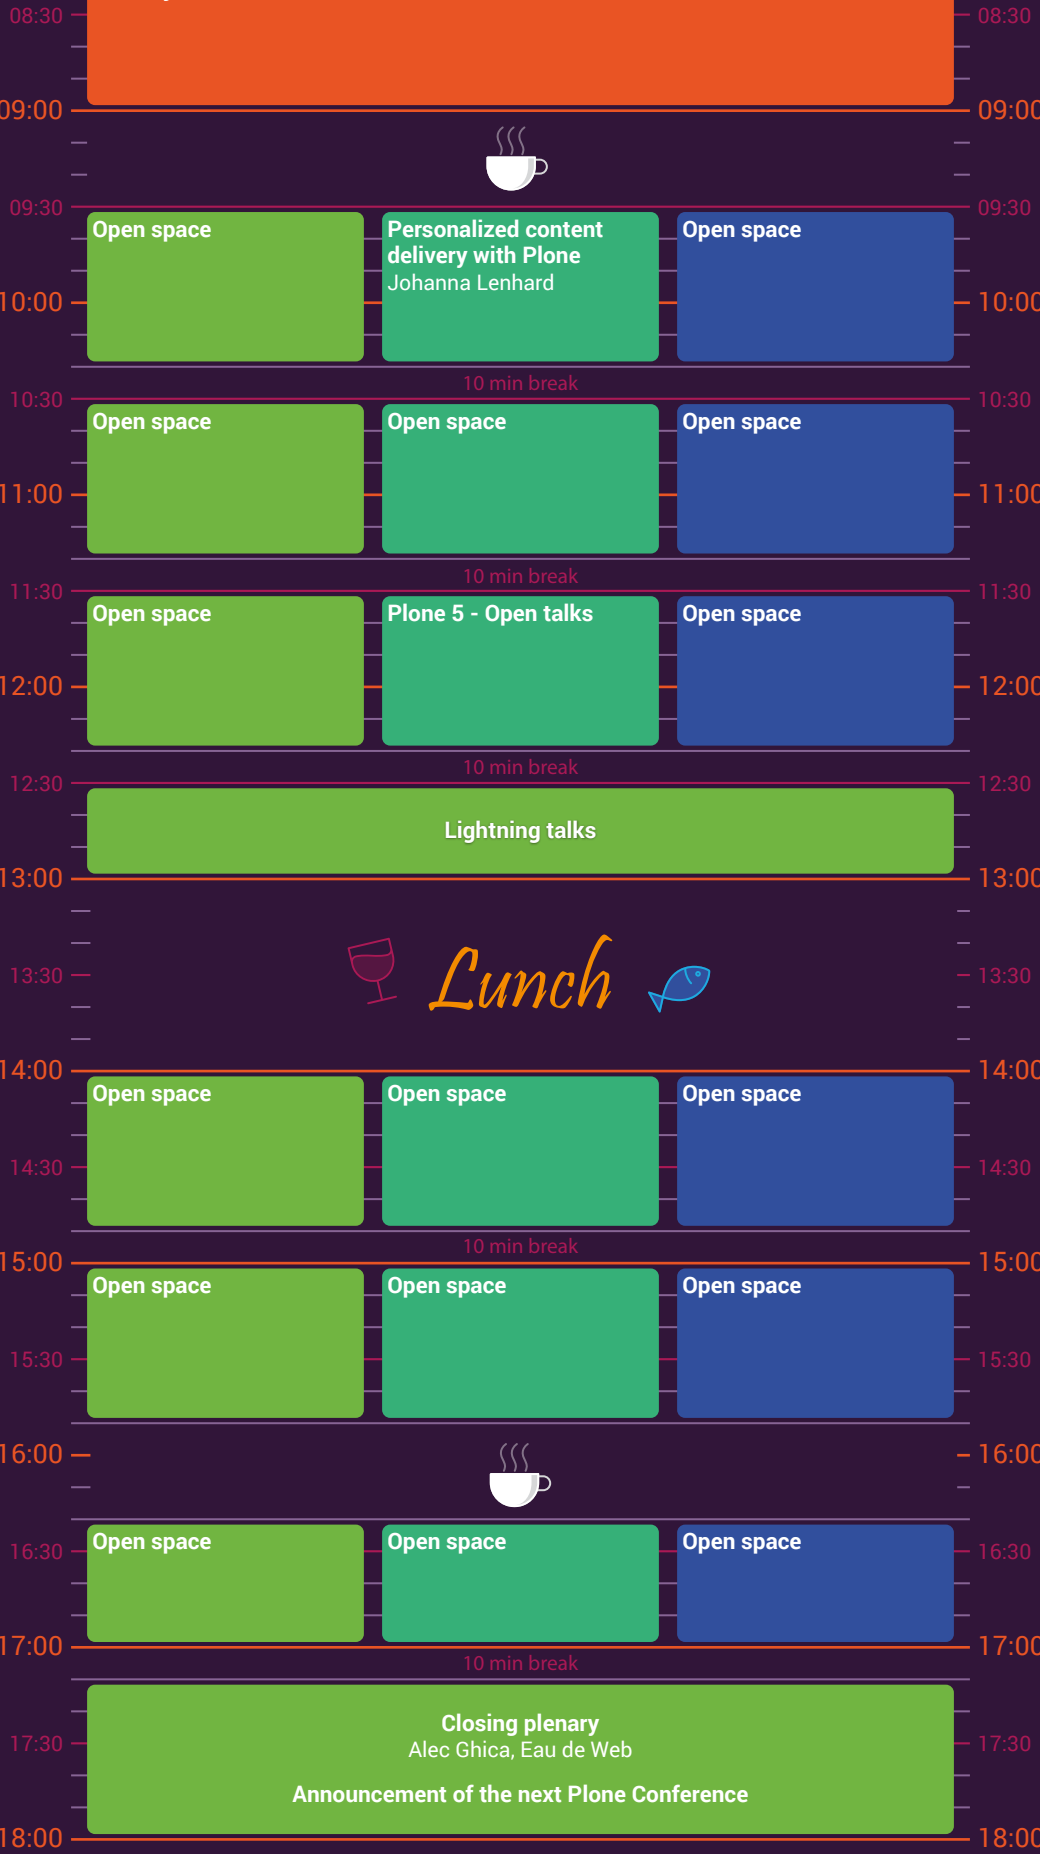 08:30 08:30
09:00 09:00
09:30 09:30
Open space
Personalized content
delivery with Plone
Johanna Lenhard
Open space
10:00 10:00
10 min break
10:30 10:30
Open space
Open space
Open space
11:00 11:00
10 min break
11:30 11:30
Open space
Plone 5 - Open talks
Open space
12:00 12:00
10 min break
12:30 12:30
Lightning talks
13:00 13:00
13:30 Lunch 13:30
14:00 14:00
Open space
Open space
Open space
14:30 14:30
10 min break
15:00 15:00
Open space
Open space
Open space
15:30 15:30
16:00 16:00
Open space
Open space
Open space
16:30 16:30
17:00 17:00
10 min break
Closing plenary
17:30 17:30
Alec Ghica, Eau de Web
Announcement of the next Plone Conference
18:00 18:00